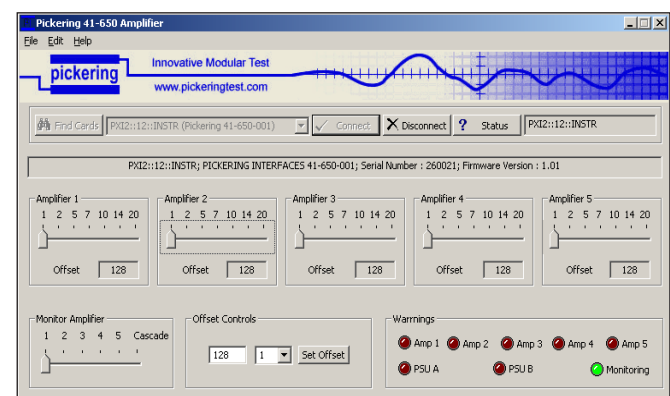 Pickering 41-650 Amplifier
File Edit Help
pickering
Innovative Modular Test
www.pickeringtest.com
Find Cards PXI2::12::INSTR (Pickering 41-650-001) Connect Disconnect ? Status PXI2::12::INSTR
PXI2::12::INSTR; PICKERING INTERFACES 41-650-001; Serial Number : 260021; Firmware Version : 1.01
Amplifier 1 Amplifier 2 Amplifier 3 Amplifier 4 Amplifier 5
1 2 5 7 10 14 20 1 2 5 7 10 14 20 1 2 5 7 10 14 20 1 2 5 7 10 14 20 1 2 5 7 10 14 20
Offset 128 Offset 128 Offset 128 Offset 128 Offset 128
Monitor Amplifier Offset Controls Warrnings
1 2 3 4 5 Cascade
128 1 Set Offset
Amp 1 Amp 2 Amp 3 Amp 4 Amp 5
PSU A PSU B Monitoring